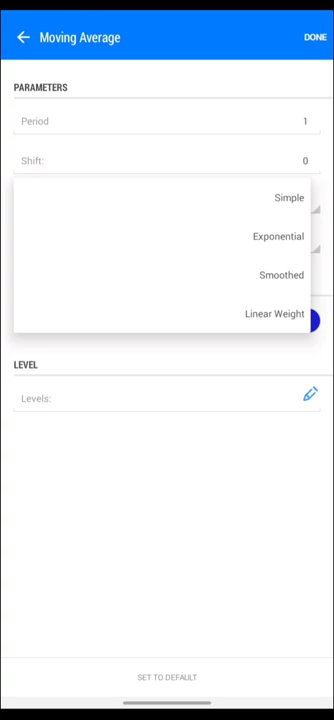 Moving Average
DONE
PARAMETERS
Period
1
Shift:
0
Simple
Exponential
Smoothed
Linear Weight
LEVEL
Levels:
SET TO DEFAULT